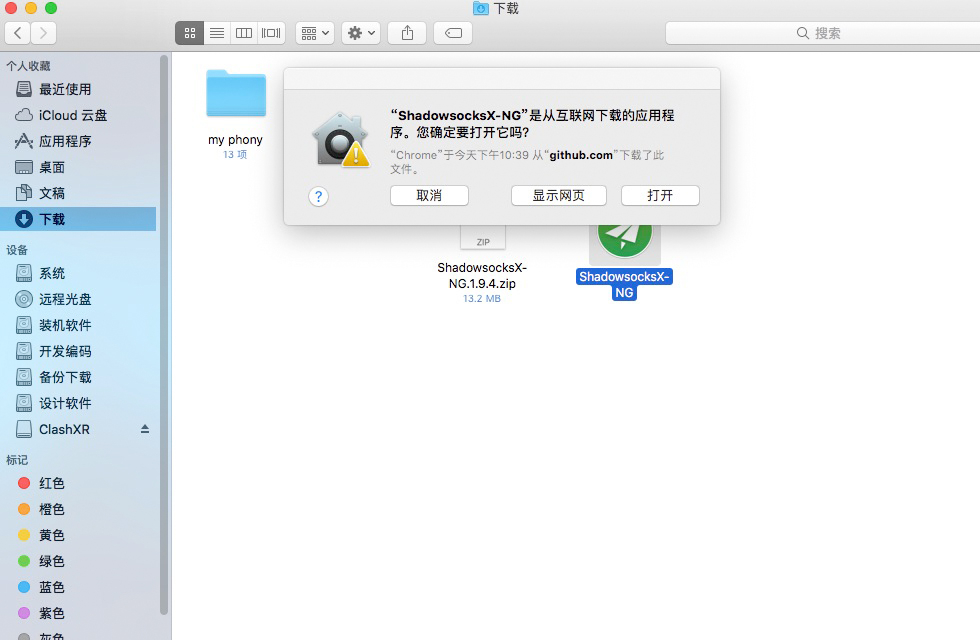 下载
搜索
个人收藏
最近使用
iCloud 云盘
应用程序
桌面
文稿
下载
设备
系统
远程光盘
装机软件
开发编码
备份下载
设计软件
ClashXR
标记
红色
橙色
黄色
绿色
蓝色
紫色
灰色
my phony
13 项
“ShadowsocksX-NG”是从互联网下载的应用程
序。您确定要打开它吗?
“Chrome”于今天下午10:39 从“github.com”下载了此
文件。
?
取消
显示网页
打开
ZIP
ShadowsocksX-
NG.1.9.4.zip
13.2 MB
ShadowsocksX-
NG